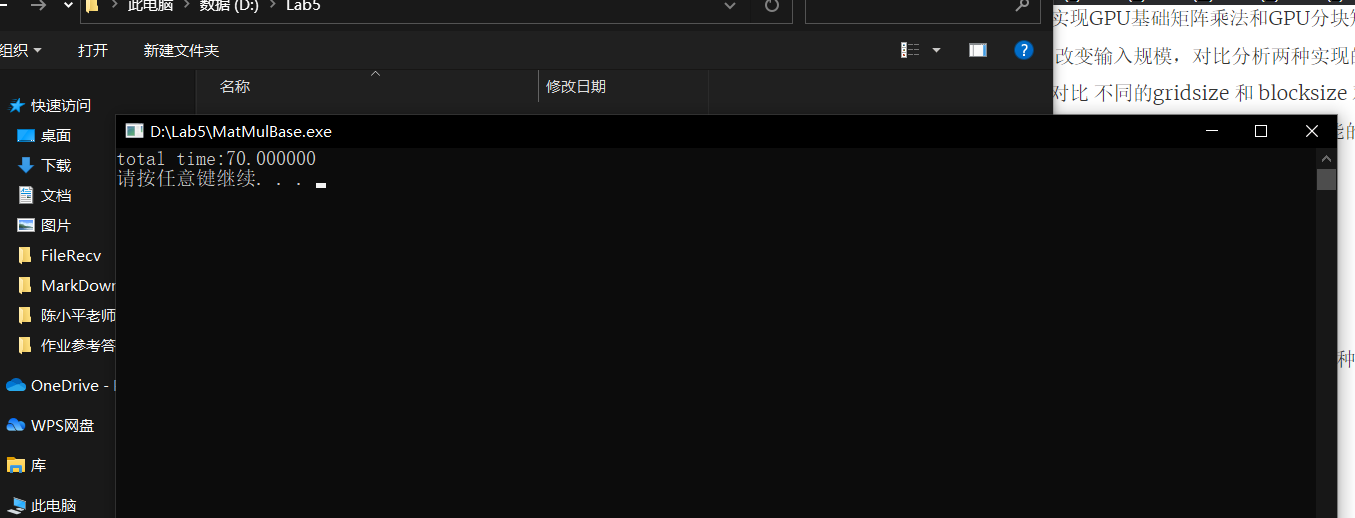 此电脑 数据 (D:) Lab5
组织 打开 新建文件夹
名称 修改日期
快速访问
桌面
下载
文档
图片
FileRecv
MarkDown
陈小平老师
作业参考答
OneDrive -
WPS网盘
库
此电脑
D:\Lab5\MatMulBase.exe
total time:70.000000
请按任意键继续. . .
实现GPU基础矩阵乘法和GPU分块
改变输入规模，对比分析两种实现的
对比 不同的gridsize 和 blocksize
能的
种